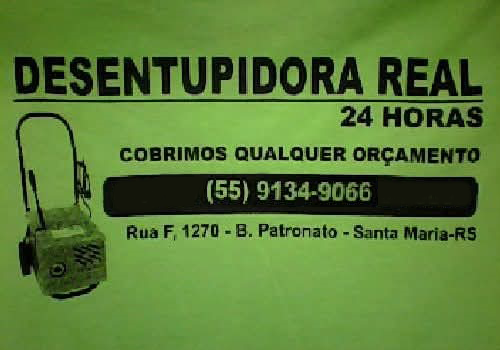 DESENTUPIDORA REAL
24 HORAS
COBRIMOS QUALQUER ORÇAMENTO
(55) 9134-9066
Rua F, 1270 - B. Patronato - Santa Maria-RS